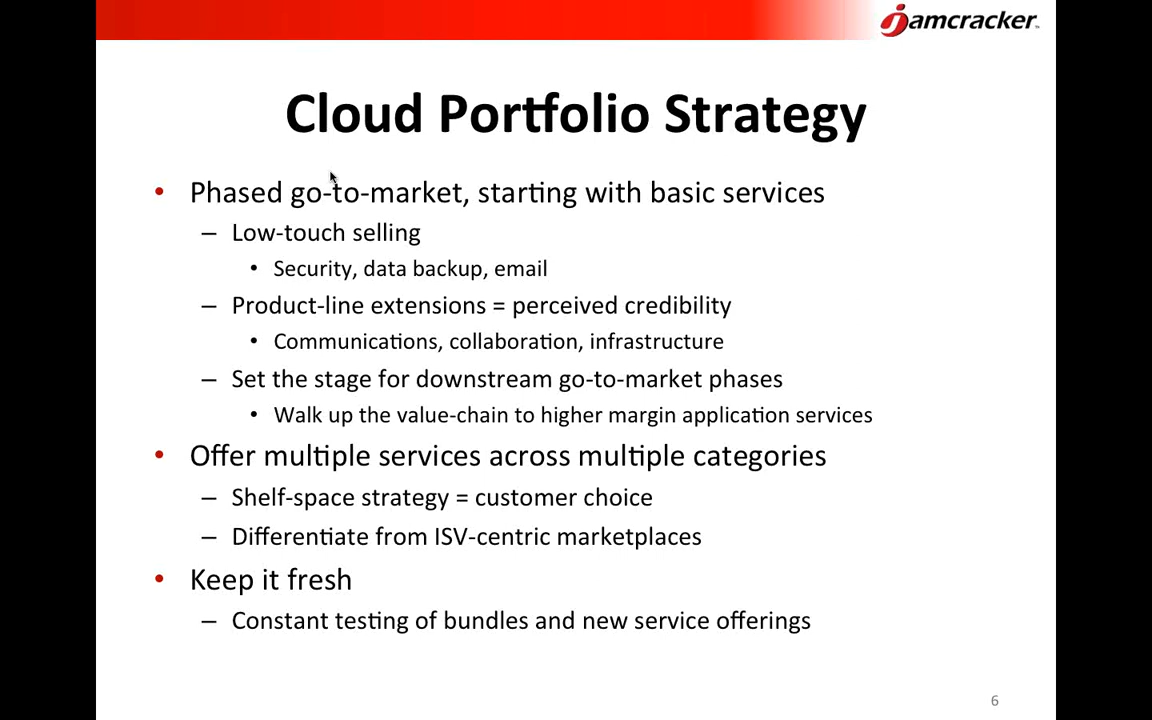 jamcracker™
Cloud Portfolio Strategy
• Phased go-to-market, starting with basic services
– Low-touch selling
• Security, data backup, email
– Product-line extensions = perceived credibility
• Communications, collaboration, infrastructure
– Set the stage for downstream go-to-market phases
• Walk up the value-chain to higher margin application services
• Offer multiple services across multiple categories
– Shelf-space strategy = customer choice
– Differentiate from ISV-centric marketplaces
• Keep it fresh
– Constant testing of bundles and new service offerings
6